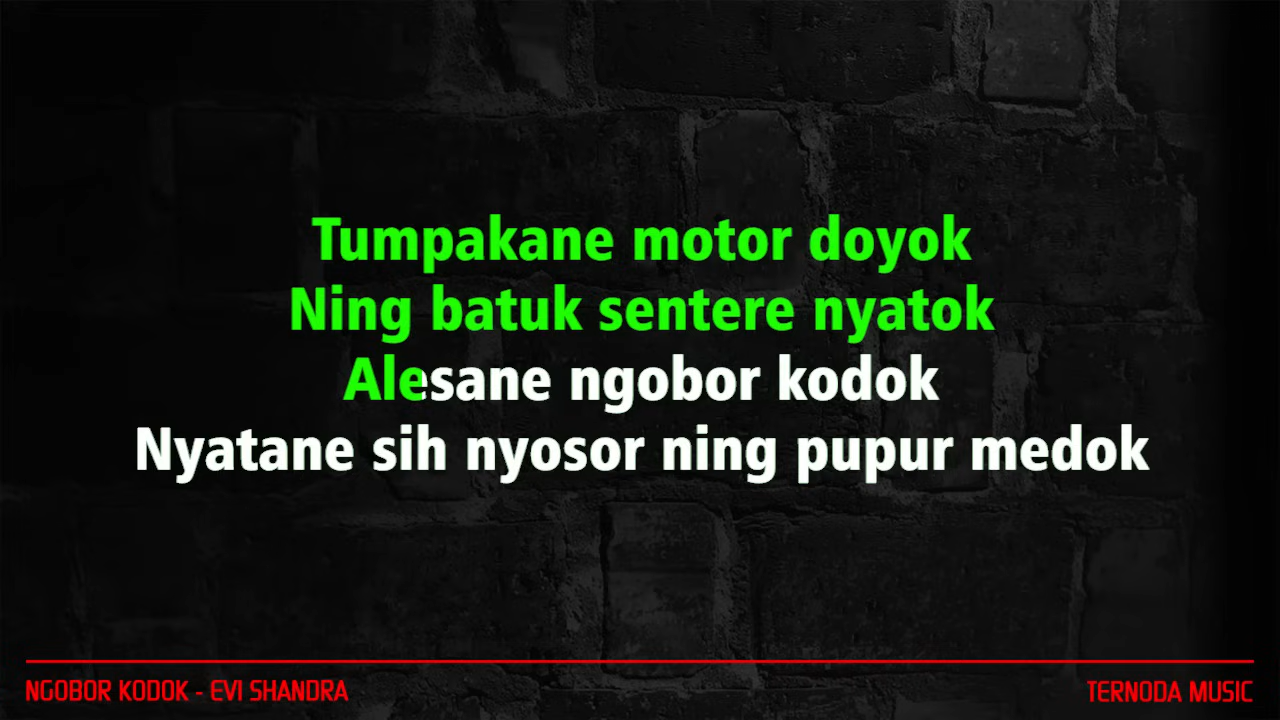 Tumpakane motor doyok
Ning batuk sentere nyatok
Alesane ngobor kodok
Nyatane sih nyosor ning pupur medok
NGOBOR KODOK - EVI SHANDRA
TERNODA MUSIC